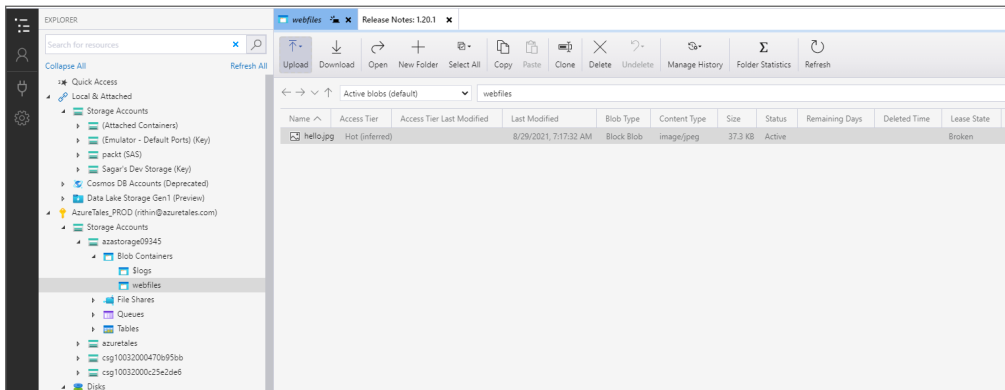 EXPLORER
Search for resources
Collapse All
Refresh All
Quick Access
Local & Attached
Storage Accounts
(Attached Containers)
(Emulator - Default Ports) (Key)
packt (SAS)
Sagar's Dev Storage (Key)
Cosmos DB Accounts (Deprecated)
Data Lake Storage Gen1 (Preview)
AzureTales_PROD (rithin@azuretales.com)
Storage Accounts
azastorage09345
Blob Containers
$logs
webfiles
File Shares
Queues
Tables
azuretales
csg10032000470b95bb
csg10032000c25e2de6
Disks
webfiles Release Notes: 1.20.1
Upload Download Open New Folder Select All Copy Paste Clone Delete Undelete Manage History Folder Statistics Refresh
Active blobs (default) webfiles
Name Access Tier Access Tier Last Modified Last Modified Blob Type Content Type Size Status Remaining Days Deleted Time Lease State
hello.jpg Hot (inferred) 8/29/2021, 7:17:32 AM Block Blob image/jpeg 37.3 KB Active Broken